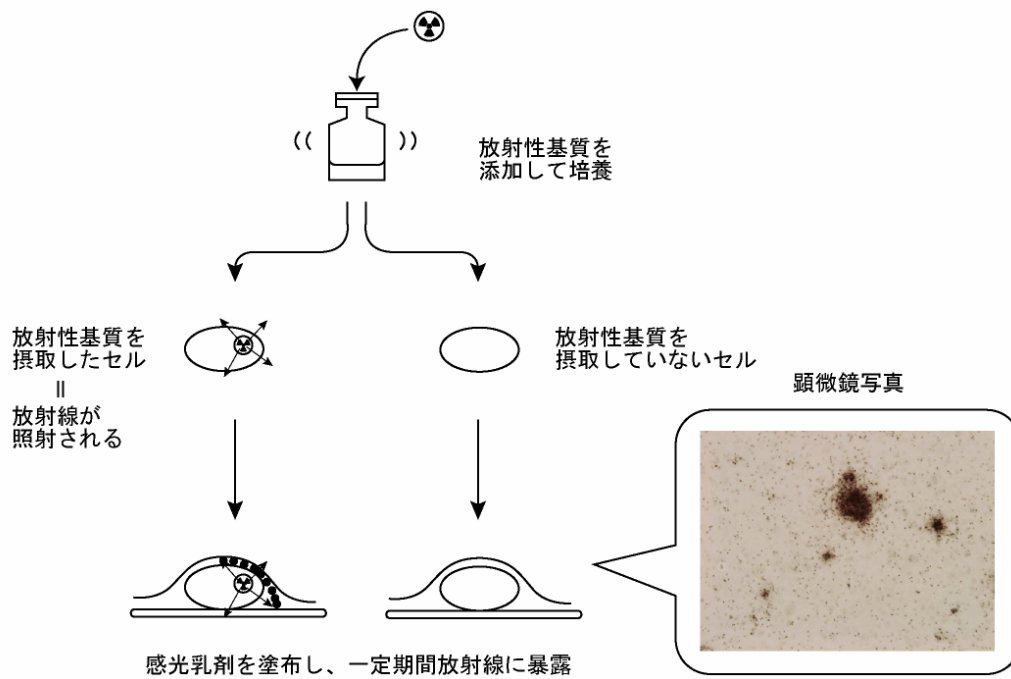 放射性基質を
添加して培養
放射性基質を
摂取したセル
॥
放射線が
照射される
放射性基質を
摂取していないセル
顕微鏡写真
感光乳剤を塗布し、一定期間放射線に暴露